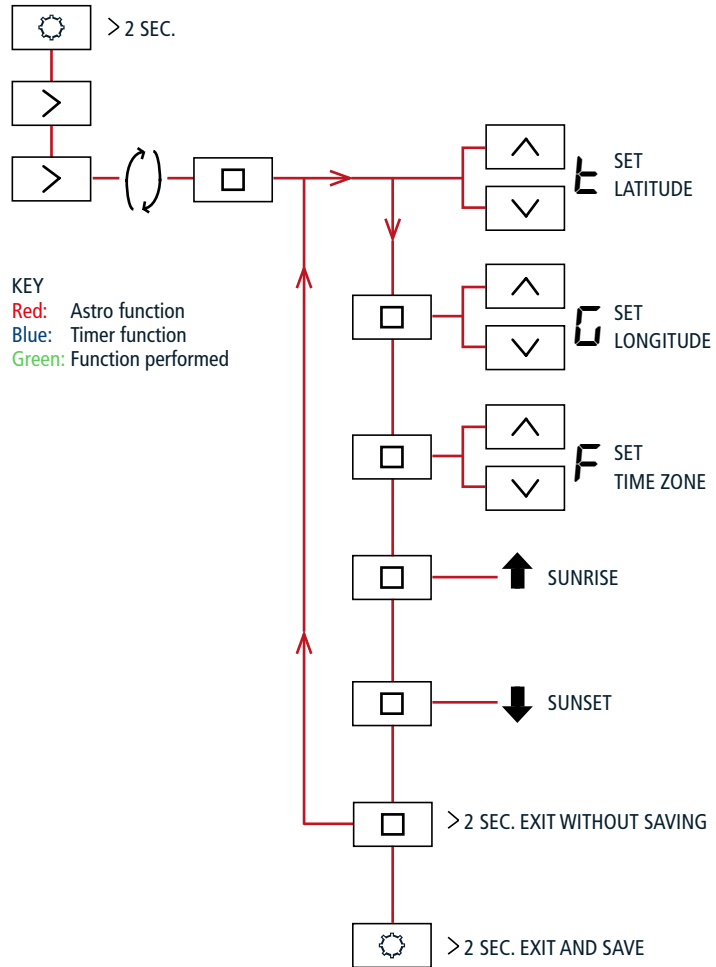 > 2 SEC.
t SET
LATITUDE
KEY
Red: Astro function
Blue: Timer function
Green: Function performed
G SET
LONGITUDE
F SET
TIME ZONE
SUNRISE
SUNSET
> 2 SEC. EXIT WITHOUT SAVING
> 2 SEC. EXIT AND SAVE